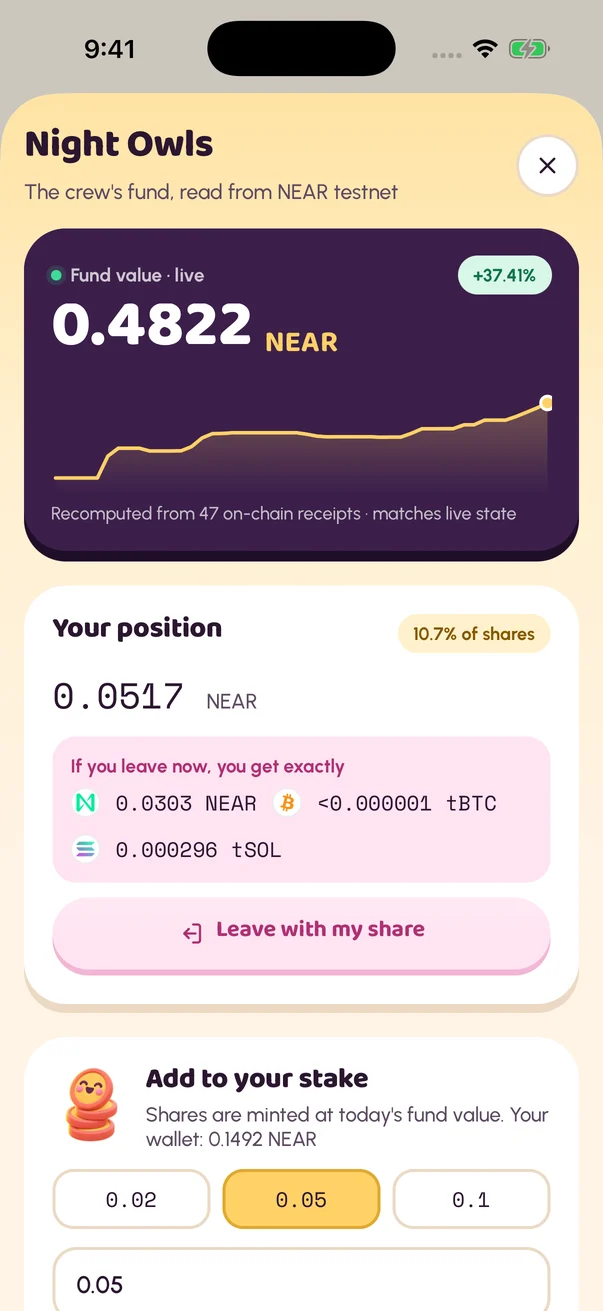 9:41
Night Owls
The crew's fund, read from NEAR testnet
Fund value · live
+37.41%
0.4822 NEAR
Recomputed from 47 on-chain receipts · matches live state
Your position
10.7% of shares
0.0517 NEAR
If you leave now, you get exactly
0.0303 NEAR <0.000001 tBTC
0.000296 tSOL
Leave with my share
Add to your stake
Shares are minted at today's fund value. Your
wallet: 0.1492 NEAR
0.02 0.05 0.1
0.05